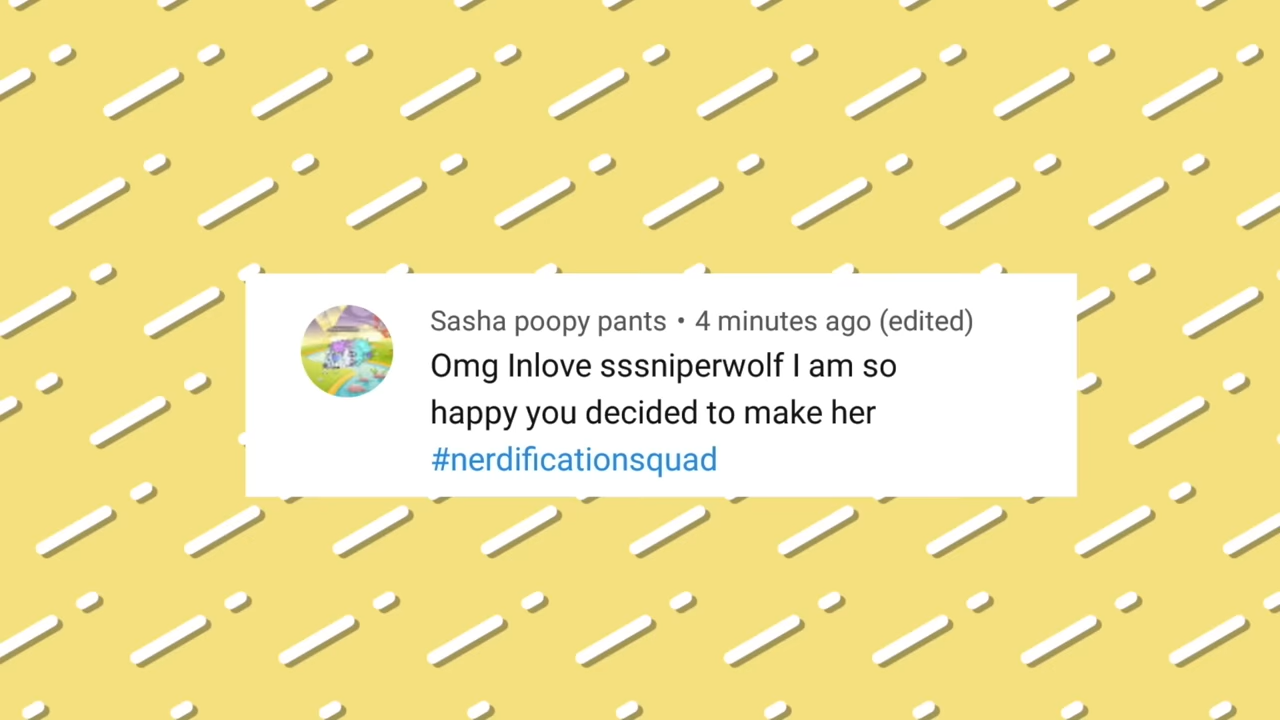 Sasha poopy pants • 4 minutes ago (edited)
Omg Inlove sssniperwolf I am so
happy you decided to make her
#nerdificationsquad